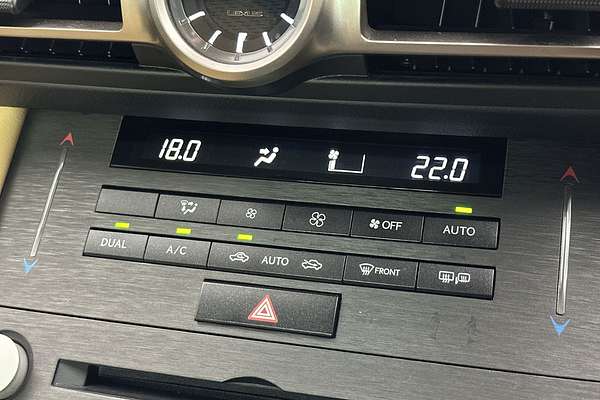 LEXUS
18.0 22.0
OFF AUTO
DUAL A/C AUTO FRONT